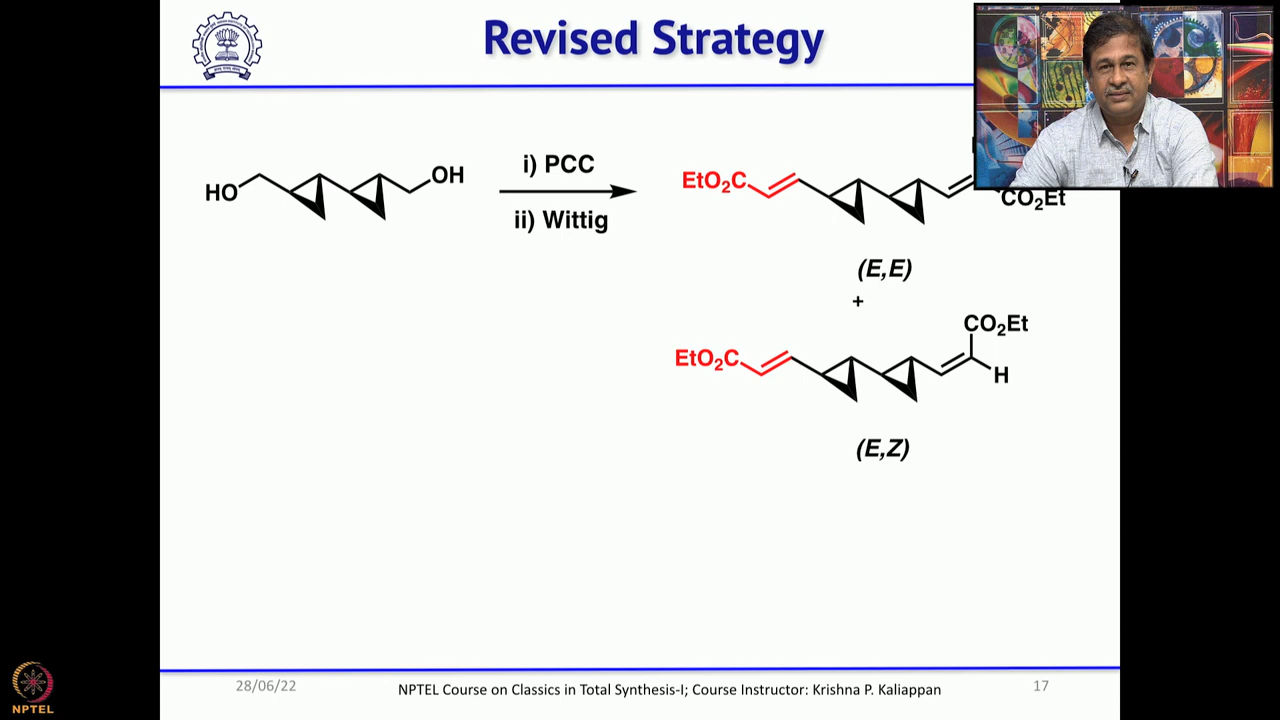 Revised Strategy
HO
OH
i) PCC
ii) Wittig
EtO2C
CO2Et
(E,E)
+
EtO2C
CO2Et
H
(E,Z)
28/06/22
NPTEL Course on Classics in Total Synthesis-I; Course Instructor: Krishna P. Kaliappan
17
NPTEL